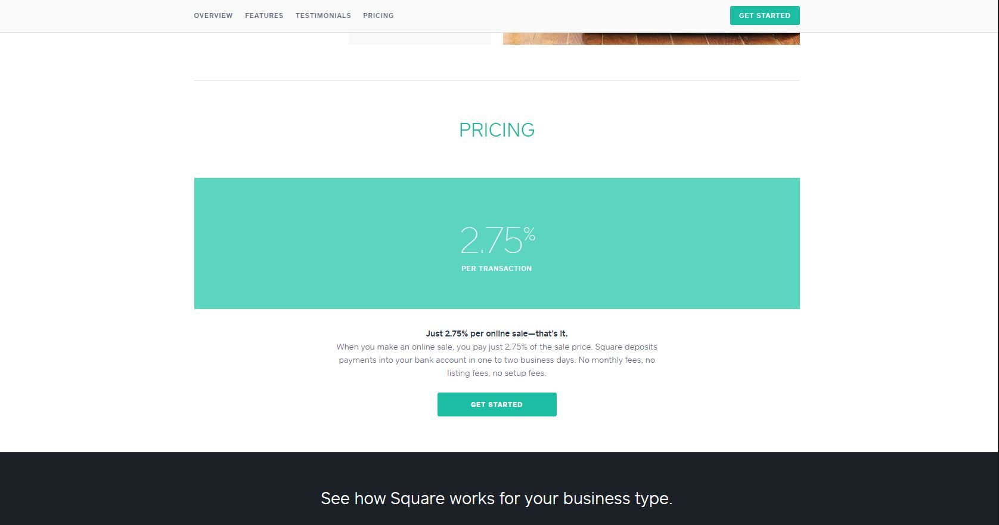 OVERVIEW FEATURES TESTIMONIALS PRICING GET STARTED
PRICING
2.75%
PER TRANSACTION
Just 2.75% per online sale—that's it.
When you make an online sale, you pay just 2.75% of the sale price. Square deposits
payments into your bank account in one to two business days. No monthly fees, no
listing fees, no setup fees.
GET STARTED
See how Square works for your business type.